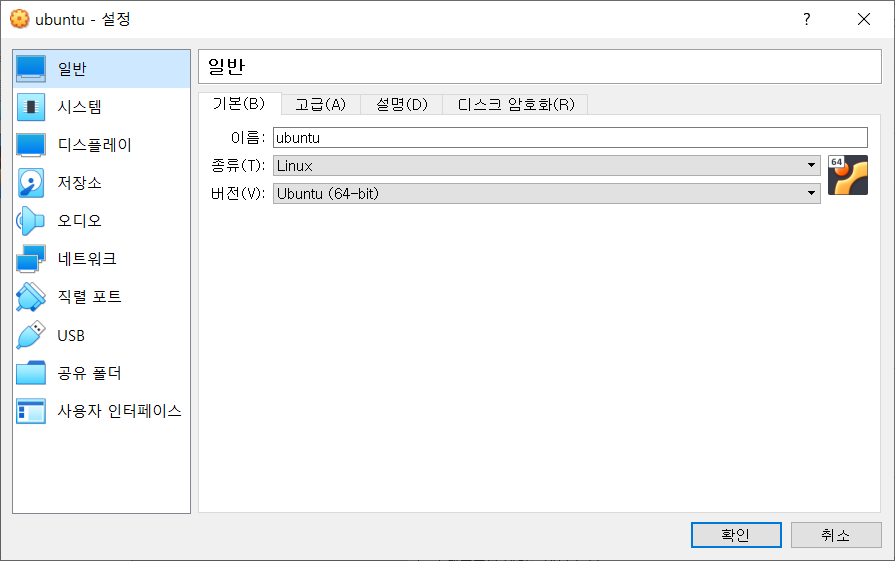 ubuntu - 설정
?
일반
시스템
디스플레이
저장소
오디오
네트워크
직렬 포트
USB
공유 폴더
사용자 인터페이스
일반
기본(B) 고급(A) 설명(D) 디스크 암호화(R)
이름: ubuntu
종류(T): Linux
64
버전(V): Ubuntu (64-bit)
확인 취소